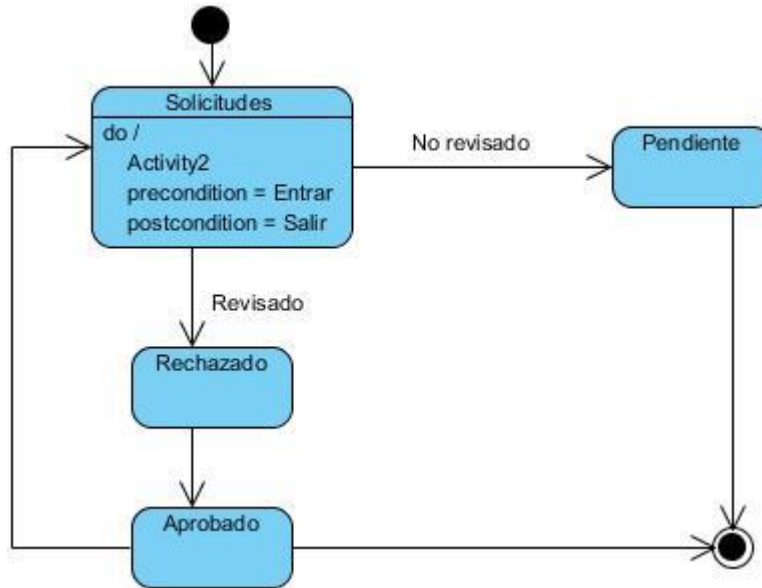 Solicitudes
do /
Activity2
precondition = Entrar
postcondition = Salir
No revisado
Pendiente
Revisado
Rechazado
Aprobado